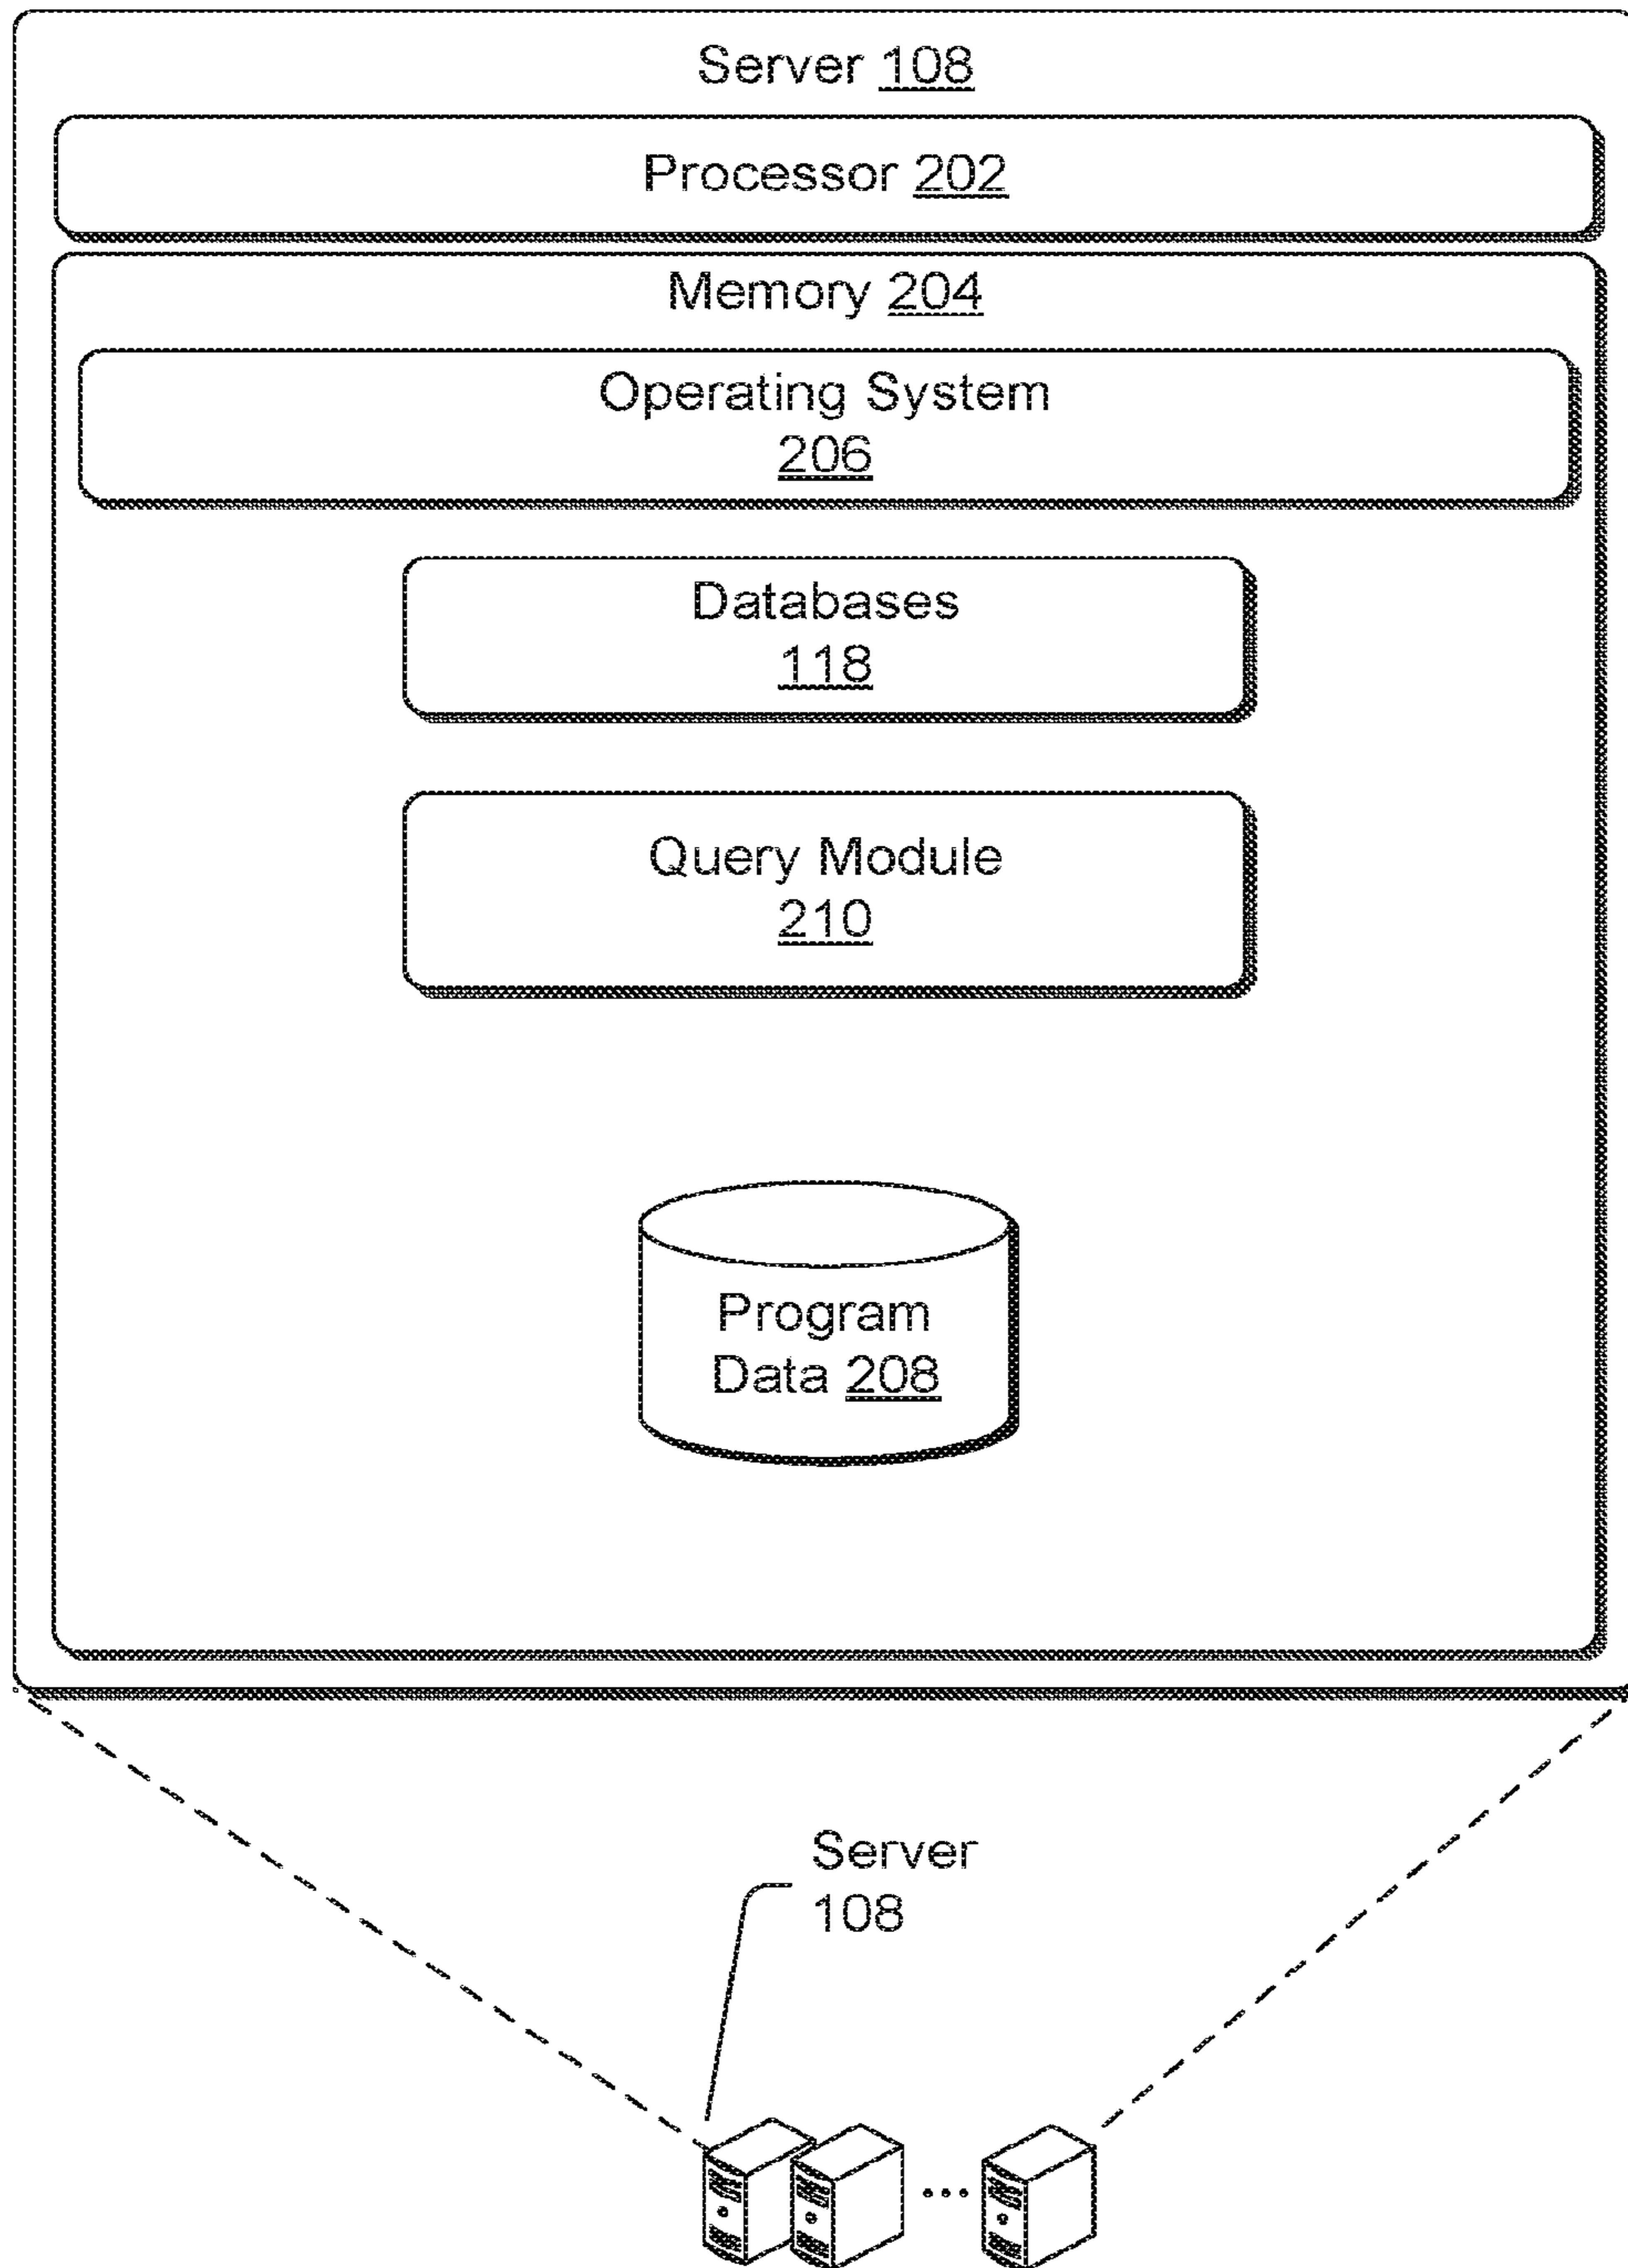 Server 108
Processor 202
Memory 204
Operating System
206
Databases
118
Query Module
210
Program
Data 208
Server
108